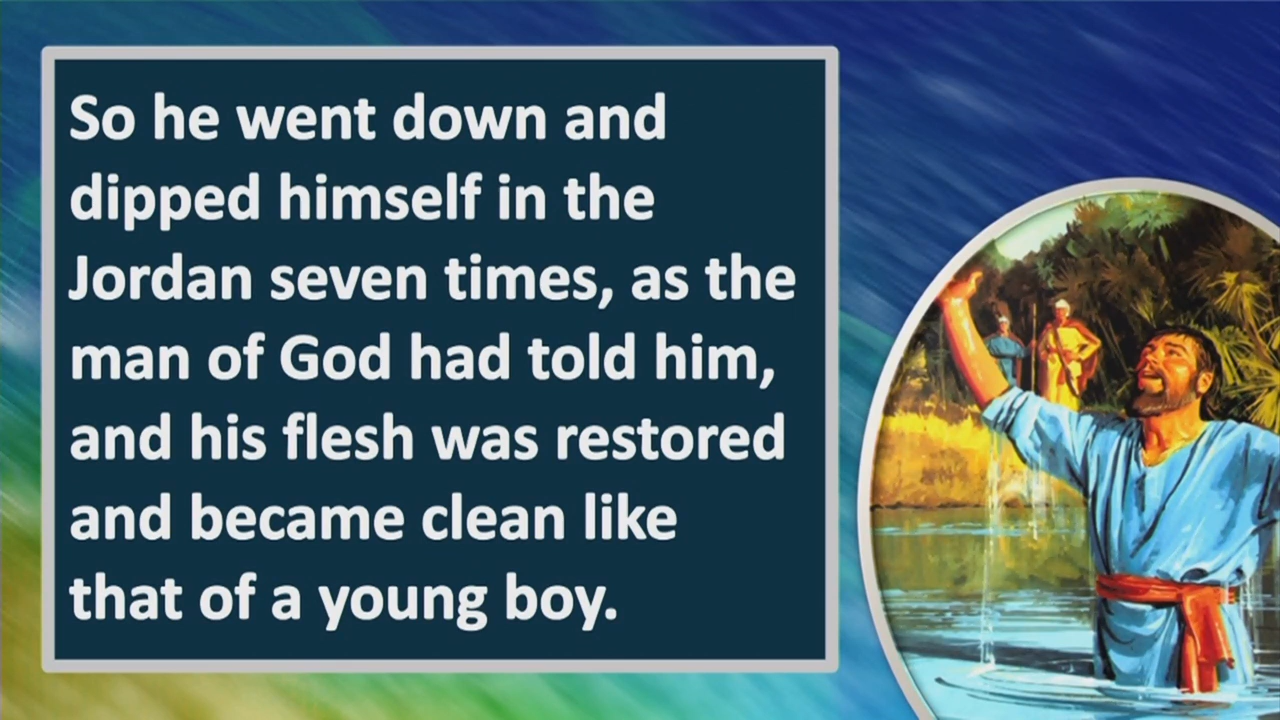 So he went down and
dipped himself in the
Jordan seven times, as the
man of God had told him,
and his flesh was restored
and became clean like
that of a young boy.